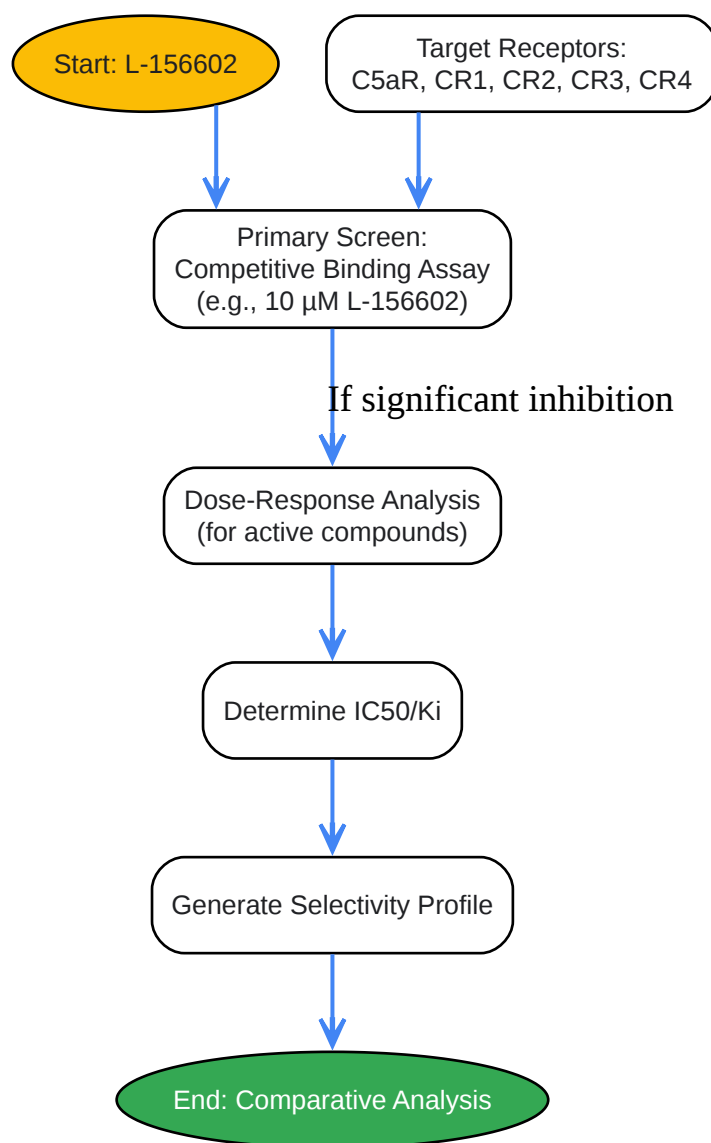 Start: L-156602
Target Receptors:
C5aR, CR1, CR2, CR3, CR4
Primary Screen:
Competitive Binding Assay
(e.g., 10 µM L-156602)
If significant inhibition
Dose-Response Analysis
(for active compounds)
Determine IC50/Ki
Generate Selectivity Profile
End: Comparative Analysis